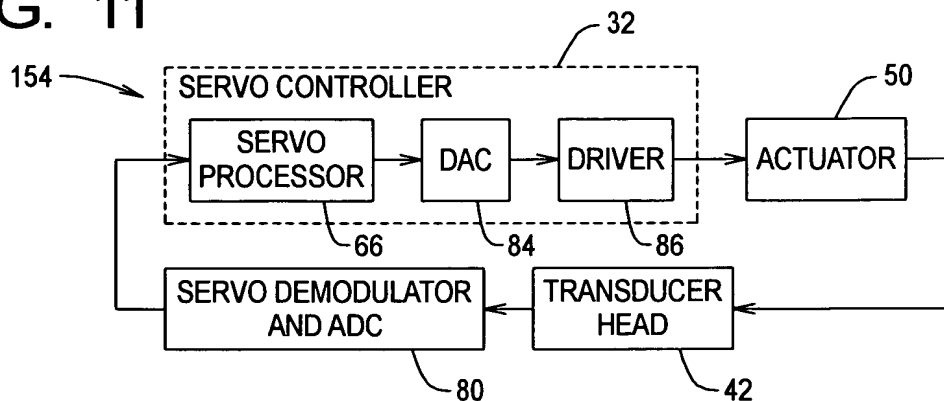 G. 11
154
32
50
SERVO CONTROLLER
SERVO
PROCESSOR
DAC
DRIVER
ACTUATOR
66
84
86
SERVO DEMODULATOR
AND ADC
TRANSDUCER
HEAD
80
42